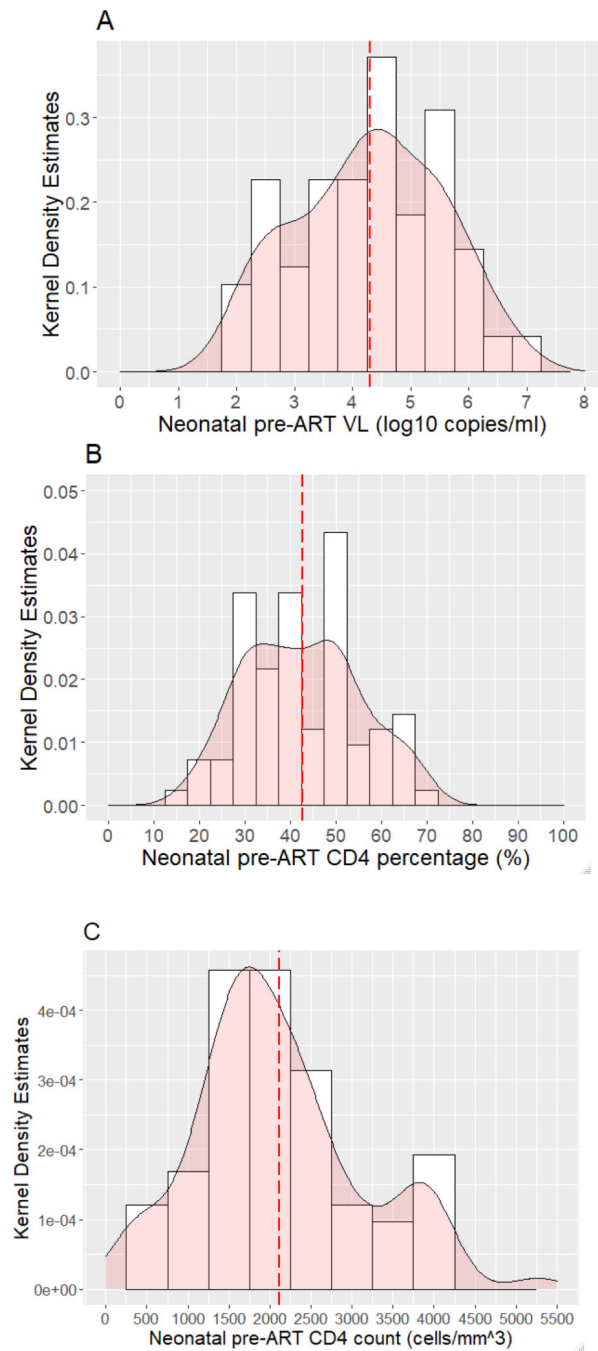 A
Kernel Density Estimates
0.3
0.2
0.1
0.0
0 1 2 3 4 5 6 7 8
Neonatal pre-ART VL (log10 copies/ml)
B
Kernel Density Estimates
0.05
0.04
0.03
0.02
0.01
0.00
0 10 20 30 40 50 60 70 80 90 100
Neonatal pre-ART CD4 percentage (%)
C
Kernel Density Estimates
4e-04
3e-04
2e-04
1e-04
0e+00
0 500 1000 1500 2000 2500 3000 3500 4000 4500 5000 5500
Neonatal pre-ART CD4 count (cells/mm^3)